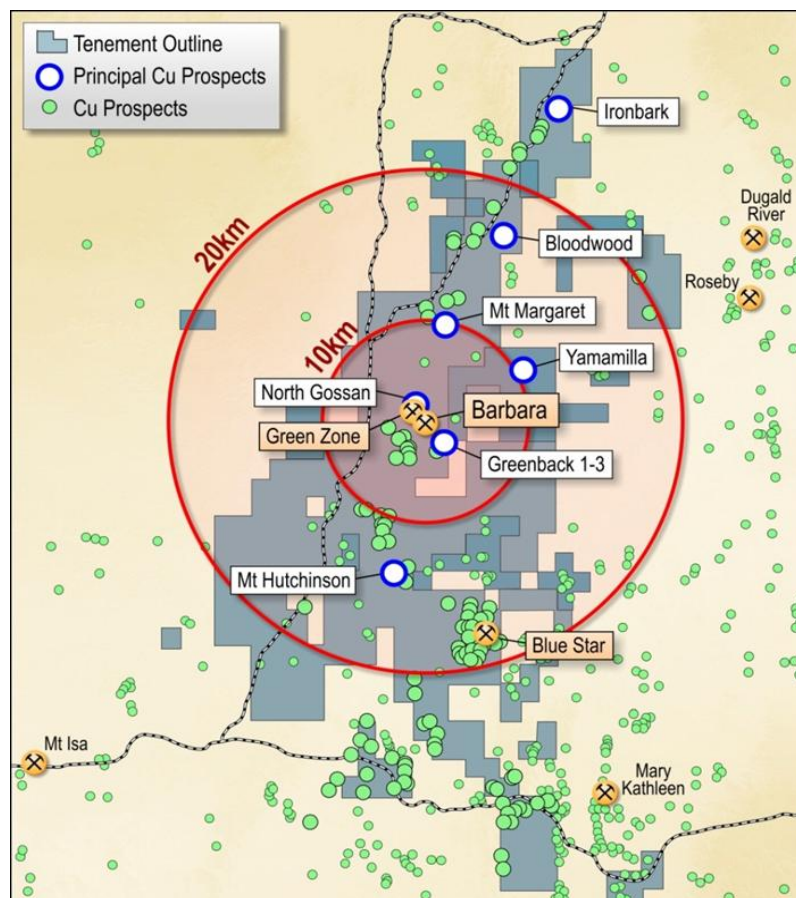 Tenement Outline
Principal Cu Prospects
Cu Prospects
Ironbark
Dugald
River
20km
Bloodwood
Roseby
Mt Margaret
10km
Yamamilla
North Gossan
Barbara
Green Zone
Greenback 1-3
Mt Hutchinson
Blue Star
Mt Isa
Mary
Kathleen